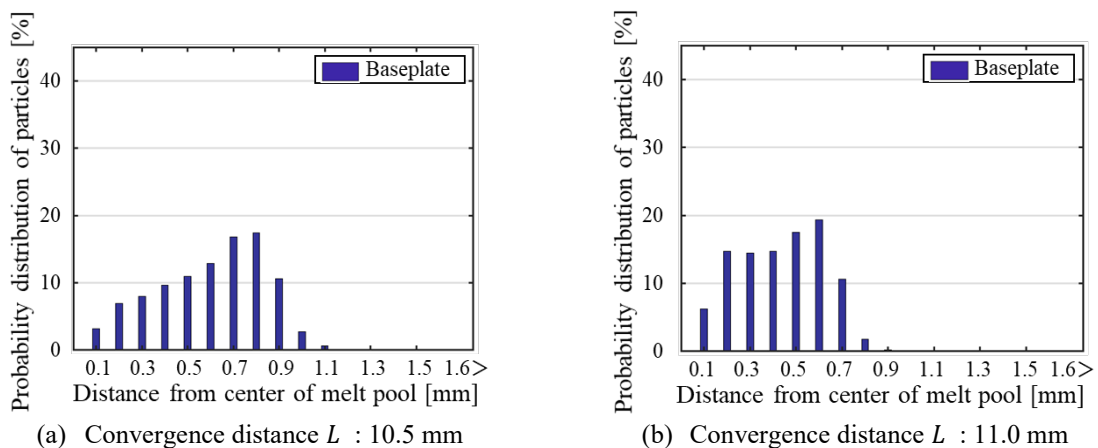 Probability distribution of particles [%]
40
30
20
10
0
Baseplate
0.1 0.3 0.5 0.7 0.9 1.1 1.3 1.5 1.6>
Distance from center of melt pool [mm]
(a) Convergence distance L : 10.5 mm
Probability distribution of particles [%]
40
30
20
10
0
Baseplate
0.1 0.3 0.5 0.7 0.9 1.1 1.3 1.5 1.6>
Distance from center of melt pool [mm]
(b) Convergence distance L : 11.0 mm